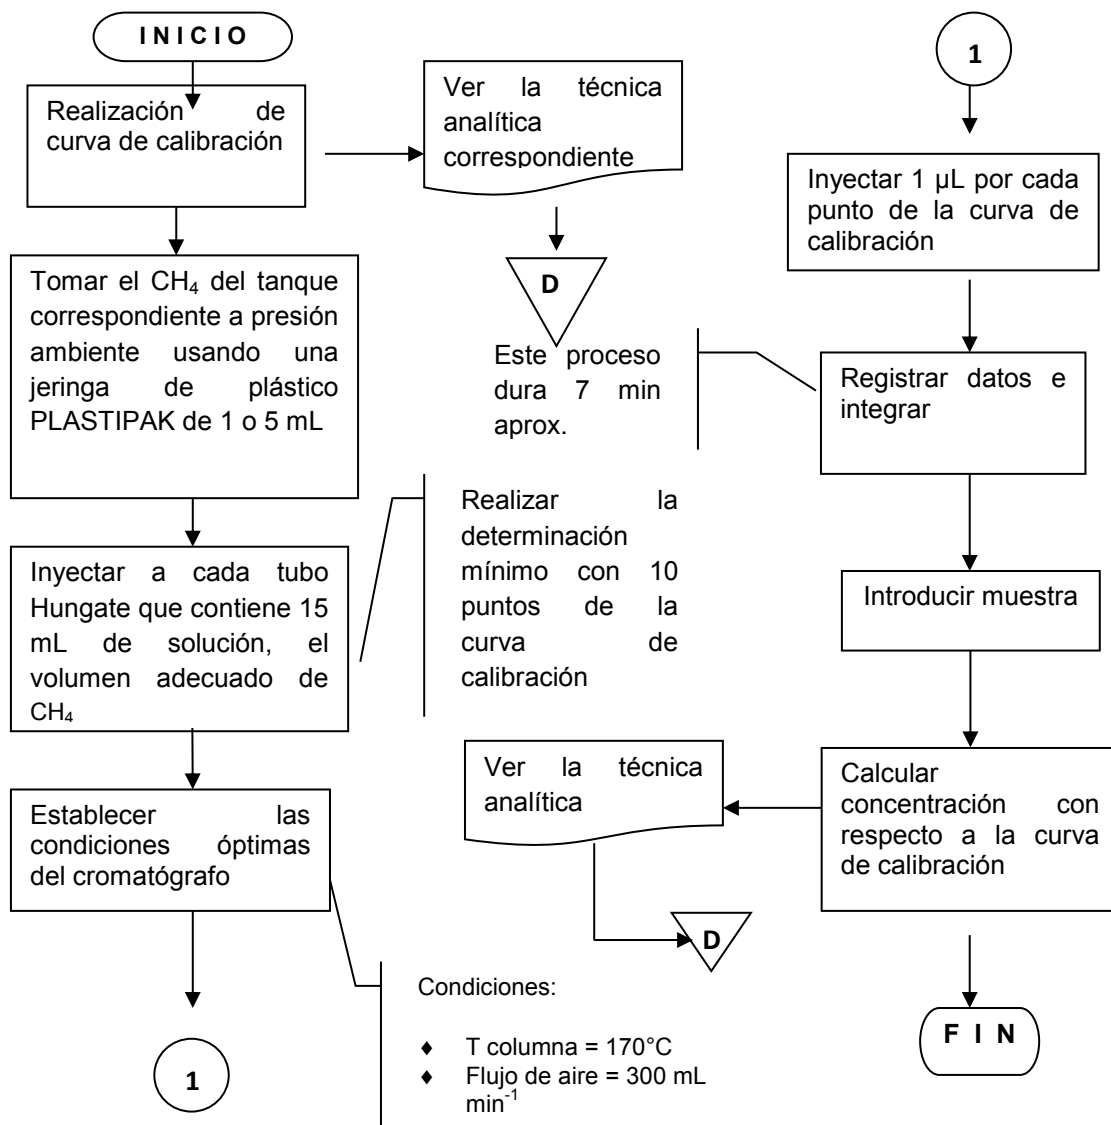 I N I C I O
Realización de
curva de calibración
Ver la técnica
analítica
correspondiente
D
Tomar el CH₄ del tanque
correspondiente a presión
ambiente usando una
jeringa de plástico
PLASTIPAK de 1 o 5 mL
Inyectar a cada tubo
Hungate que contiene 15
mL de solución, el
volumen adecuado de
CH₄
Realizar la
determinación
mínimo con 10
puntos de la
curva de
calibración
Establecer las
condiciones óptimas
del cromatógrafo
Condiciones:
♦ T columna = 170°C
♦ Flujo de aire = 300 mL
min⁻¹
1
1
Inyectar 1 µL por cada
punto de la curva de
calibración
Registrar datos e
integrar
Este proceso
dura 7 min
aprox.
Introducir muestra
Calcular
concentración con
respecto a la curva
de calibración
Ver la técnica
analítica
D
F I N